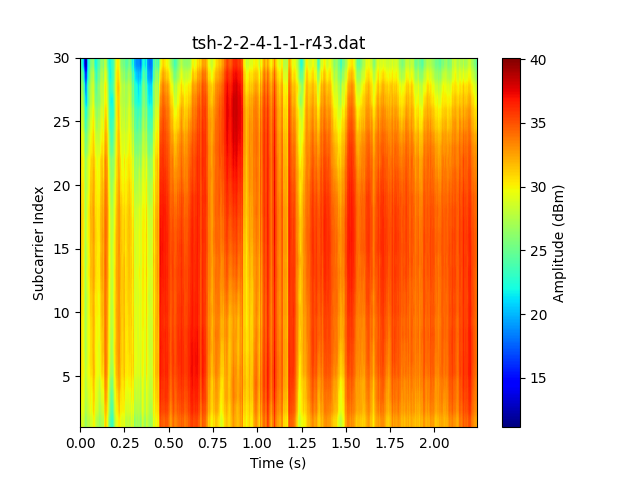 tsh-2-2-4-1-1-r43.dat
30
25
20
15
10
5
Subcarrier Index
0.00 0.25 0.50 0.75 1.00 1.25 1.50 1.75 2.00
Time (s)
40
35
30
25
20
15
Amplitude (dBm)